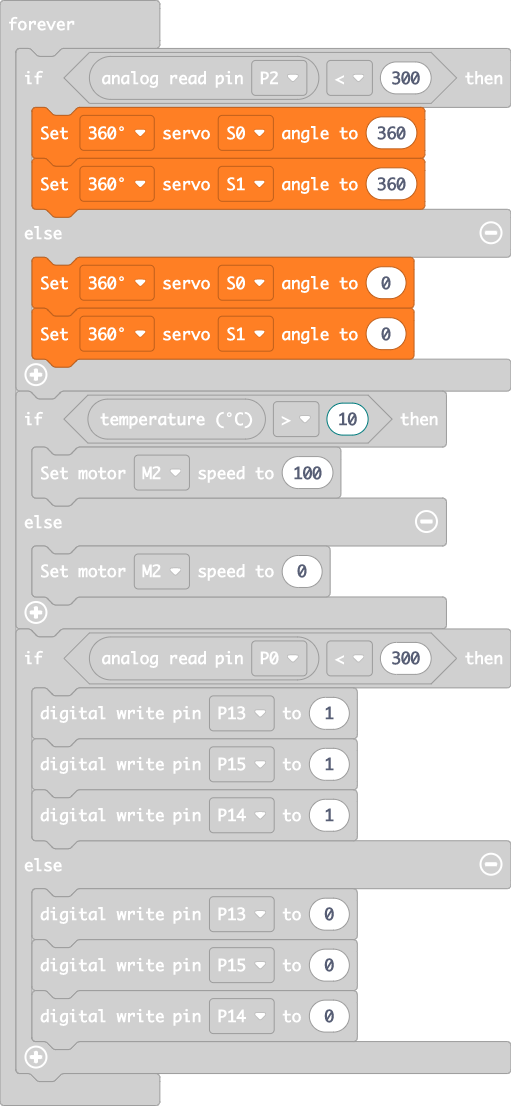 forever
if analog read pin P2 < 300 then
Set 360° servo S0 angle to 360
Set 360° servo S1 angle to 360
else
Set 360° servo S0 angle to 0
Set 360° servo S1 angle to 0
if temperature (°C) > 10 then
Set motor M2 speed to 100
else
Set motor M2 speed to 0
if analog read pin P0 < 300 then
digital write pin P13 to 1
digital write pin P15 to 1
digital write pin P14 to 1
else
digital write pin P13 to 0
digital write pin P15 to 0
digital write pin P14 to 0